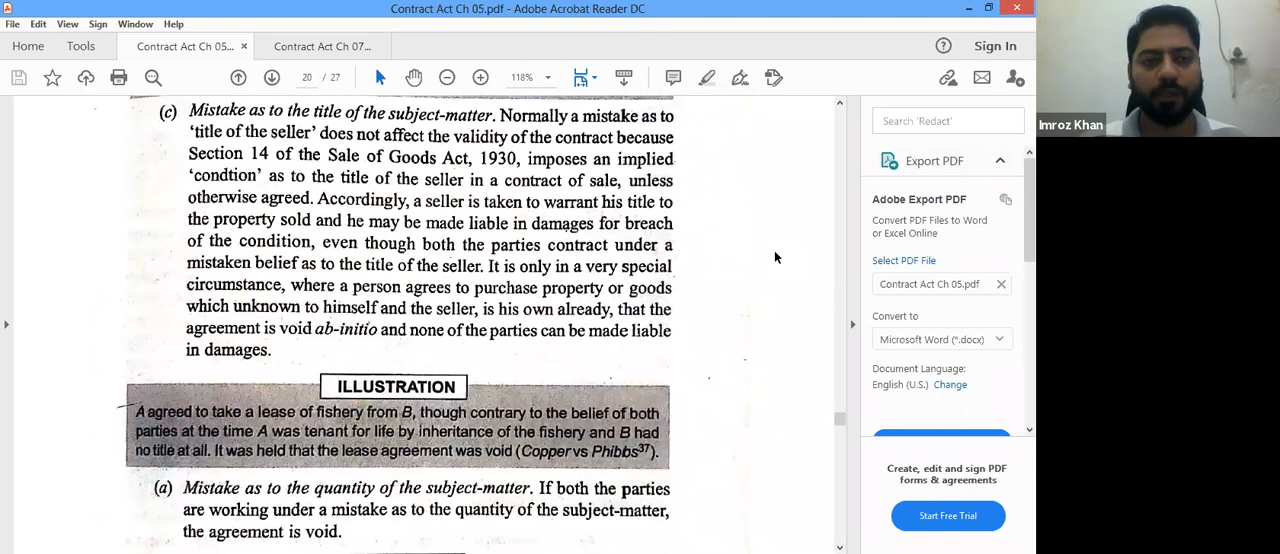 Contract Act Ch 05.pdf - Adobe Acrobat Reader DC
File Edit View Sign Window Help
Home Tools Contract Act Ch 05... × Contract Act Ch 07... Sign In
20 / 27 118%
(c) Mistake as to the title of the subject-matter. Normally a mistake as to
'title of the seller' does not affect the validity of the contract because
Section 14 of the Sale of Goods Act, 1930, imposes an implied
'condtion' as to the title of the seller in a contract of sale, unless
otherwise agreed. Accordingly, a seller is taken to warrant his title to
the property sold and he may be made liable in damages for breach
of the condition, even though both the parties contract under a
mistaken belief as to the title of the seller. It is only in a very special
circumstance, where a person agrees to purchase property or goods
which unknown to himself and the seller, is his own already, that the
agreement is void ab-initio and none of the parties can be made liable
in damages.
ILLUSTRATION
A agreed to take a lease of fishery from B, though contrary to the belief of both
parties at the time A was tenant for life by inheritance of the fishery and B had
no title at all. It was held that the lease agreement was void (Copper vs Phibbs37).
(a) Mistake as to the quantity of the subject-matter. If both the parties
are working under a mistake as to the quantity of the subject-matter,
the agreement is void.
Search 'Redact'
Export PDF
Adobe Export PDF
Convert PDF Files to Word
or Excel Online
Select PDF File
Contract Act Ch 05.pdf
Convert to
Microsoft Word (*.docx)
Document Language:
English (U.S.) Change
Create, edit and sign PDF
forms & agreements
Start Free Trial
Imroz Khan